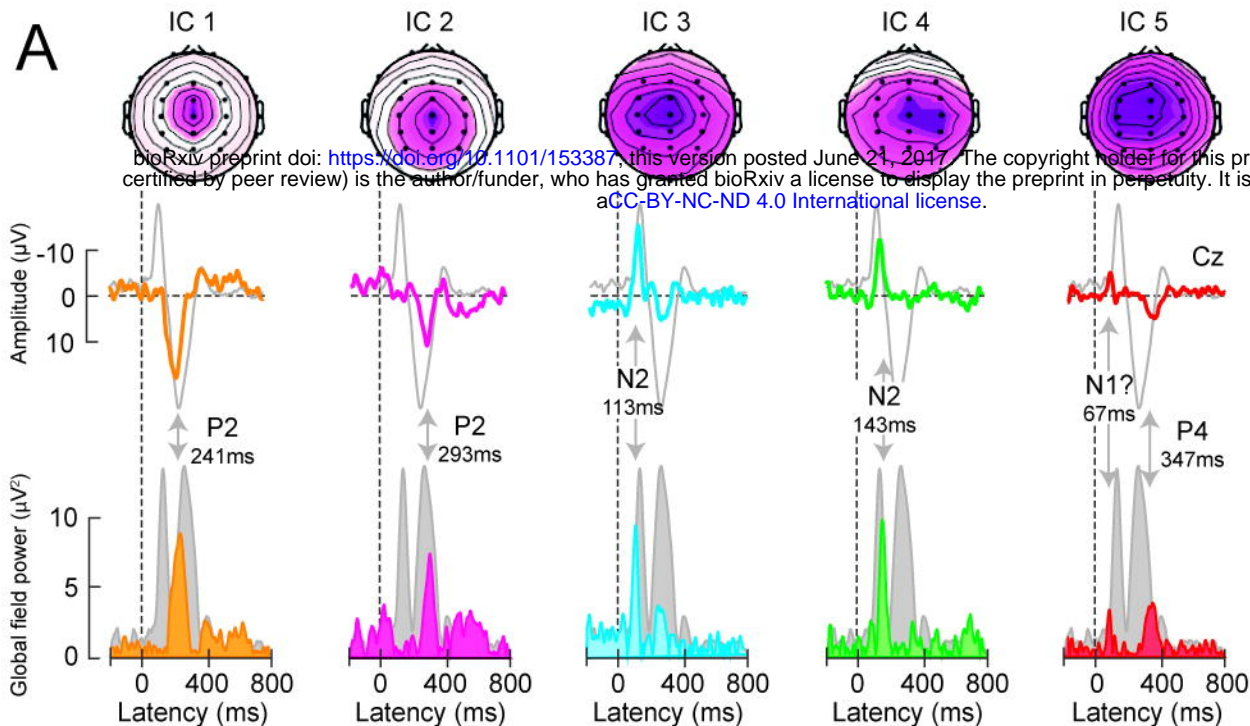 A
IC 1 IC 2 IC 3 IC 4 IC 5
bioRxiv preprint doi: https://doi.org/10.1101/153387; this version posted June 21, 2017. The copyright holder for this pr
certified by peer review) is the author/funder, who has granted bioRxiv a license to display the preprint in perpetuity. It is
aCC-BY-NC-ND 4.0 International license.
Amplitude (µV)
-10
0
10
Cz
P2
241ms
P2
293ms
N2
113ms
N2
143ms
N1?
67ms
P4
347ms
Global field power (µV²)
10
5
0
0 400 800 0 400 800 0 400 800 0 400 800 0 400 800
Latency (ms) Latency (ms) Latency (ms) Latency (ms) Latency (ms)